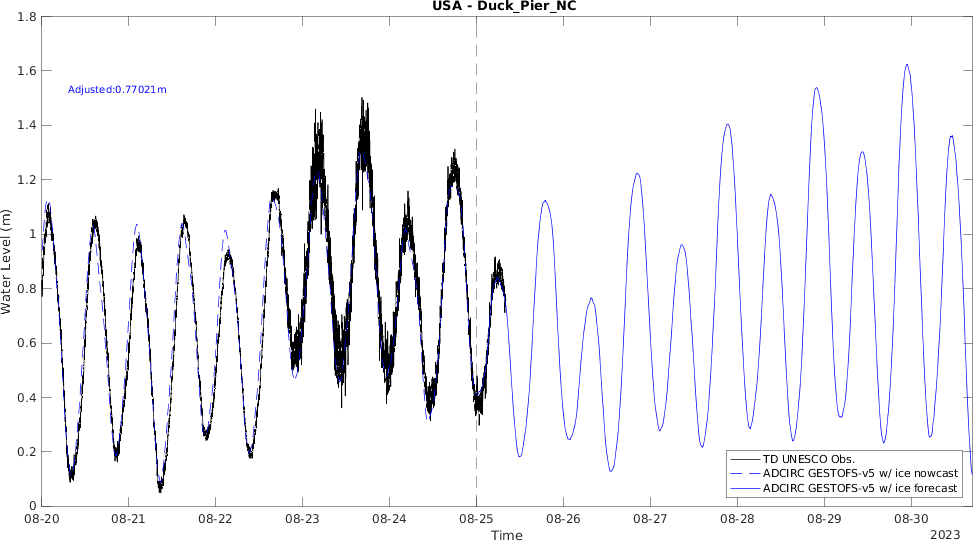 USA - Duck_Pier_NC
1.8
1.6
1.4
1.2
1
0.8
0.6
0.4
0.2
0
Water Level (m)
Adjusted:0.77021m
TD UNESCO Obs.
ADCIRC GESTOFS-v5 w/ ice nowcast
ADCIRC GESTOFS-v5 w/ ice forecast
08-20 08-21 08-22 08-23 08-24 08-25 08-26 08-27 08-28 08-29 08-30
Time
2023